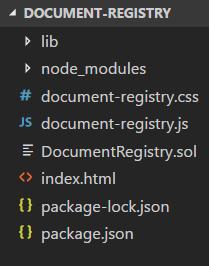 DOCUMENT-REGISTRY
lib
node_modules
# document-registry.css
JS document-registry.js
DocumentRegistry.sol
<> index.html
{} package-lock.json
{} package.json